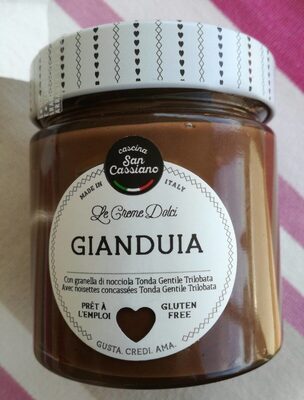 cascina
San
Cassiano
MADE IN ITALY
Le Creme Dolci
GIANDUIA
Con granella di nocciola Tonda Gentile Trilobata
Avec noisettes concassées Tonda Gentile Trilobata
PRÊT À
L'EMPLOI
GLUTEN
FREE
GUSTA. CREDI. AMA.